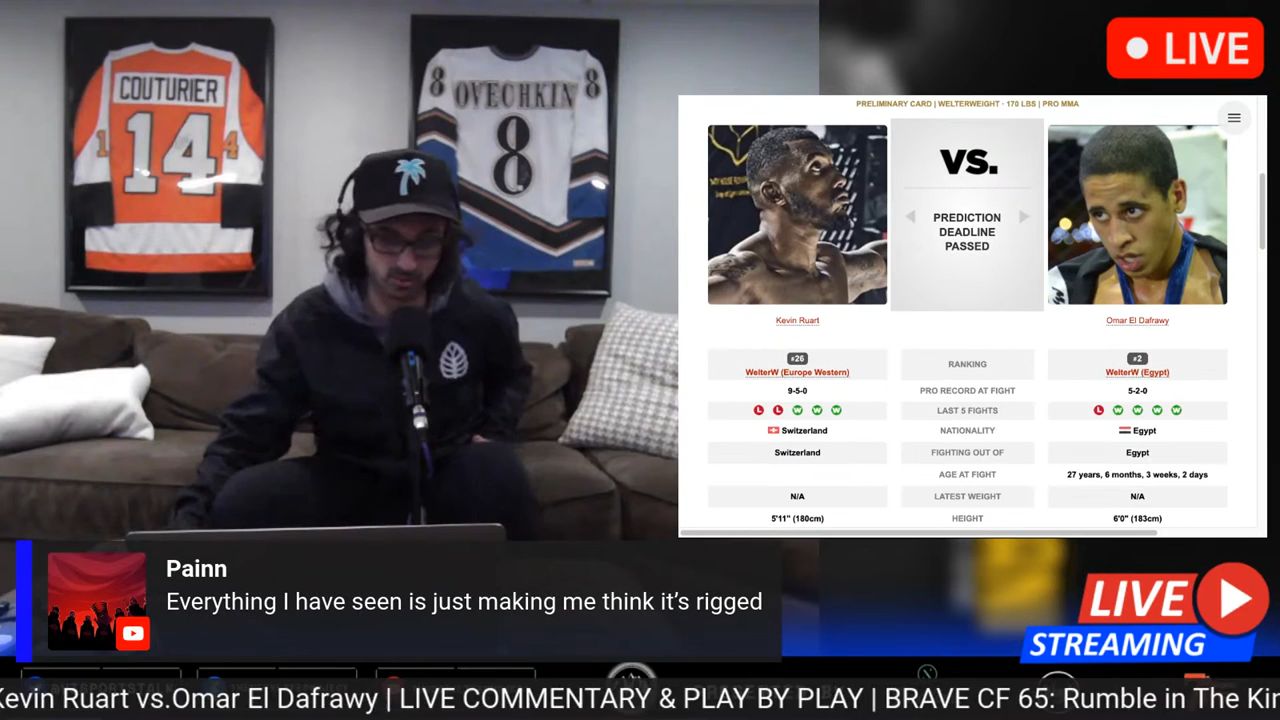 COUTURIER
14
14
8
8
OVECHKIN
8
LIVE
PRELIMINARY CARD | WELTERWEIGHT · 170 LBS | PRO MMA
VS.
PREDICTION
DEADLINE
PASSED
Kevin Ruart
Omar El Dafrawy
#26
RANKING
#2
WelterW (Europe Western)
WelterW (Egypt)
9-5-0
PRO RECORD AT FIGHT
5-2-0
L L W W W
LAST 5 FIGHTS
L W W W W
Switzerland
NATIONALITY
Egypt
Switzerland
FIGHTING OUT OF
Egypt
AGE AT FIGHT
27 years, 6 months, 3 weeks, 2 days
N/A
LATEST WEIGHT
N/A
5'11" (180cm)
HEIGHT
6'0" (183cm)
Painn
Everything I have seen is just making me think it's rigged
LIVE
STREAMING
Kevin Ruart vs.Omar El Dafrawy | LIVE COMMENTARY & PLAY BY PLAY | BRAVE CF 65: Rumble in The